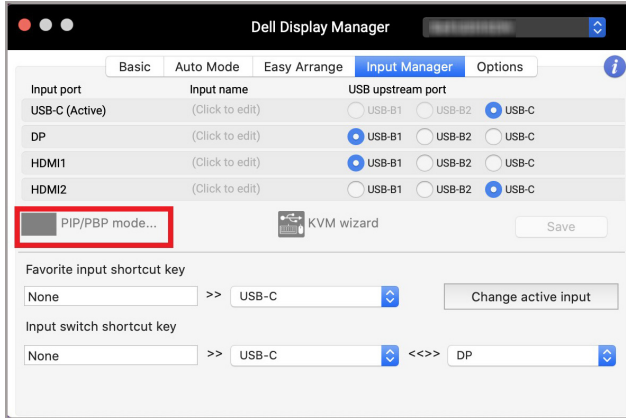 Dell Display Manager
Basic Auto Mode Easy Arrange Input Manager Options i
Input port Input name USB upstream port
USB-C (Active) (Click to edit) USB-B1 USB-B2 USB-C
DP (Click to edit) USB-B1 USB-B2 USB-C
HDMI1 (Click to edit) USB-B1 USB-B2 USB-C
HDMI2 (Click to edit) USB-B1 USB-B2 USB-C
PIP/PBP mode... KVM wizard Save
Favorite input shortcut key
None >> USB-C Change active input
Input switch shortcut key
None >> USB-C <<>> DP